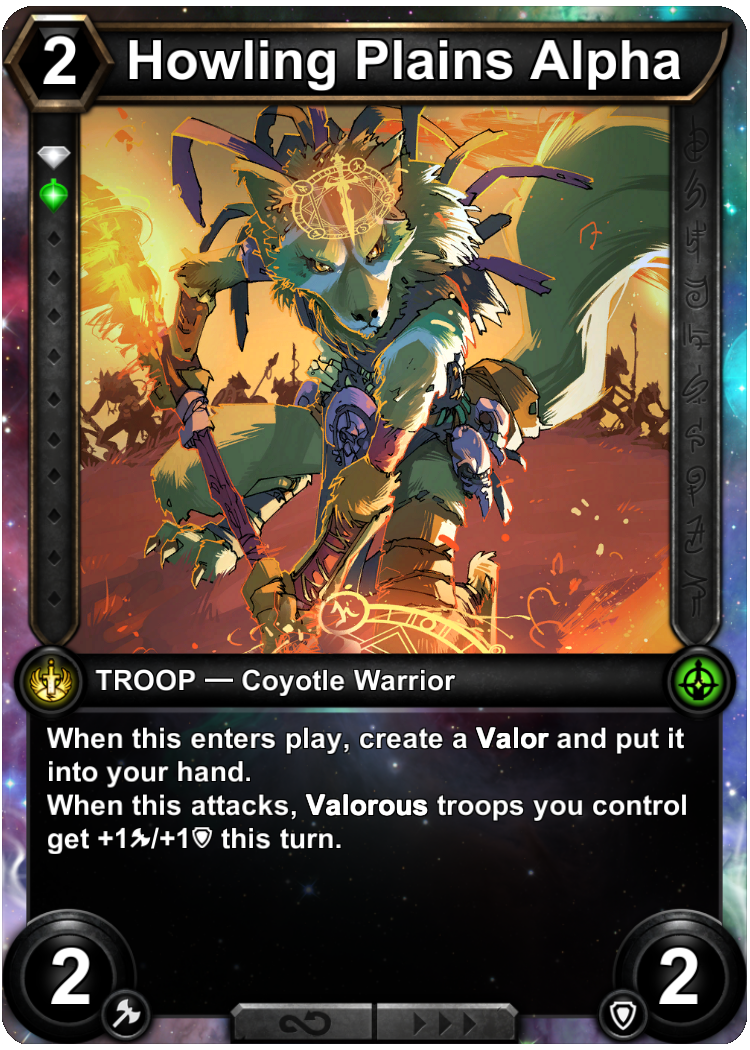 2
Howling Plains Alpha
TROOP — Coyotle Warrior
When this enters play, create a Valor and put it
into your hand.
When this attacks, Valorous troops you control
get +1/+1 this turn.
2
2